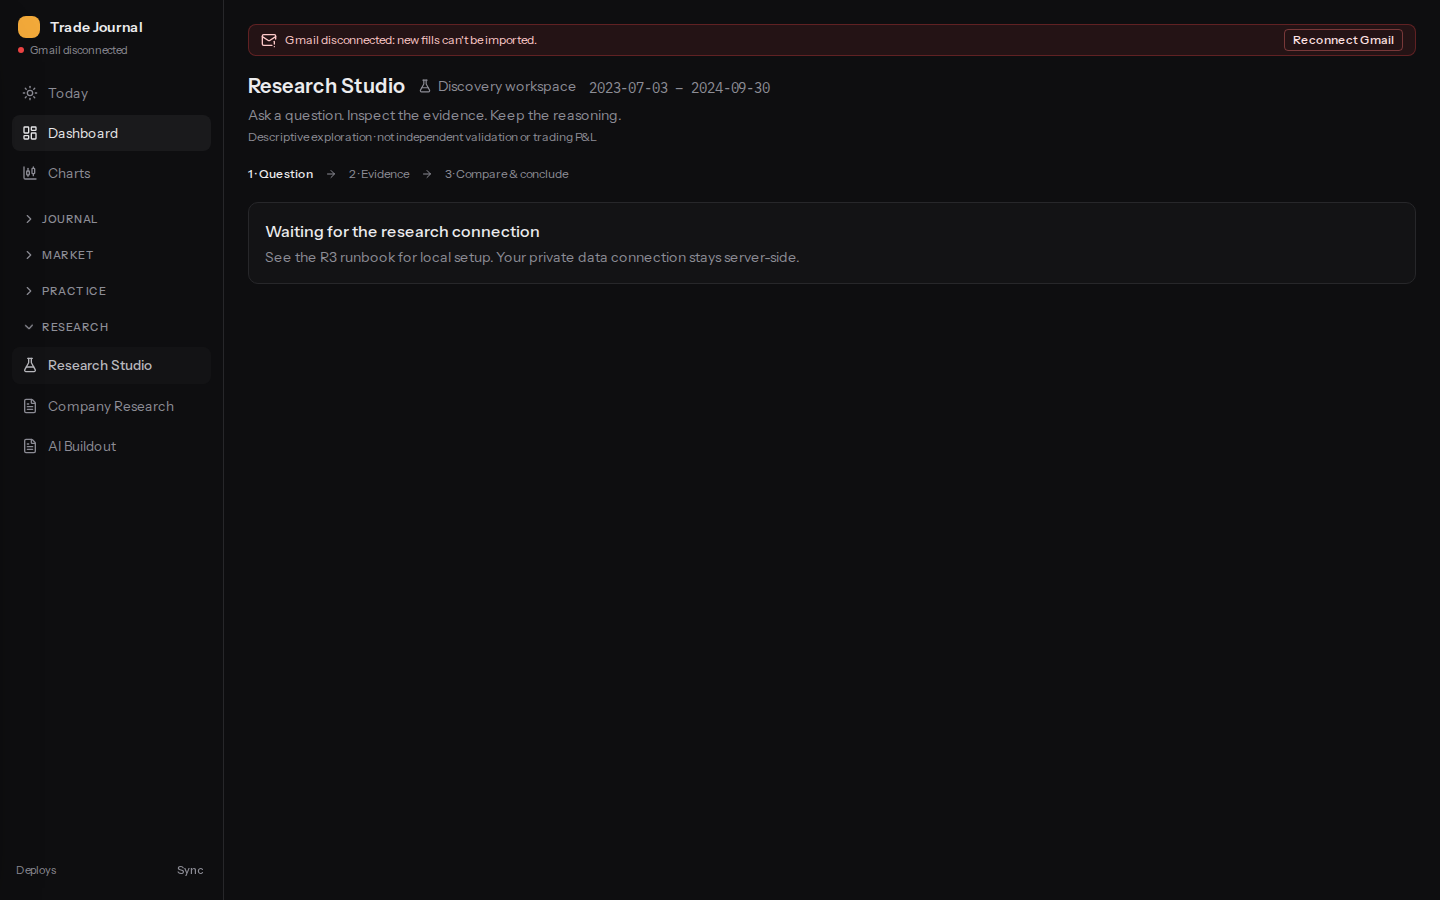 Trade Journal
Gmail disconnected
Today
Dashboard
Charts
JOURNAL
MARKET
PRACTICE
RESEARCH
Research Studio
Company Research
AI Buildout
Deploys
Sync
Gmail disconnected: new fills can't be imported.
Reconnect Gmail
Research Studio Discovery workspace 2023-07-03 – 2024-09-30
Ask a question. Inspect the evidence. Keep the reasoning.
Descriptive exploration · not independent validation or trading P&L
1 · Question → 2 · Evidence → 3 · Compare & conclude
Waiting for the research connection
See the R3 runbook for local setup. Your private data connection stays server-side.